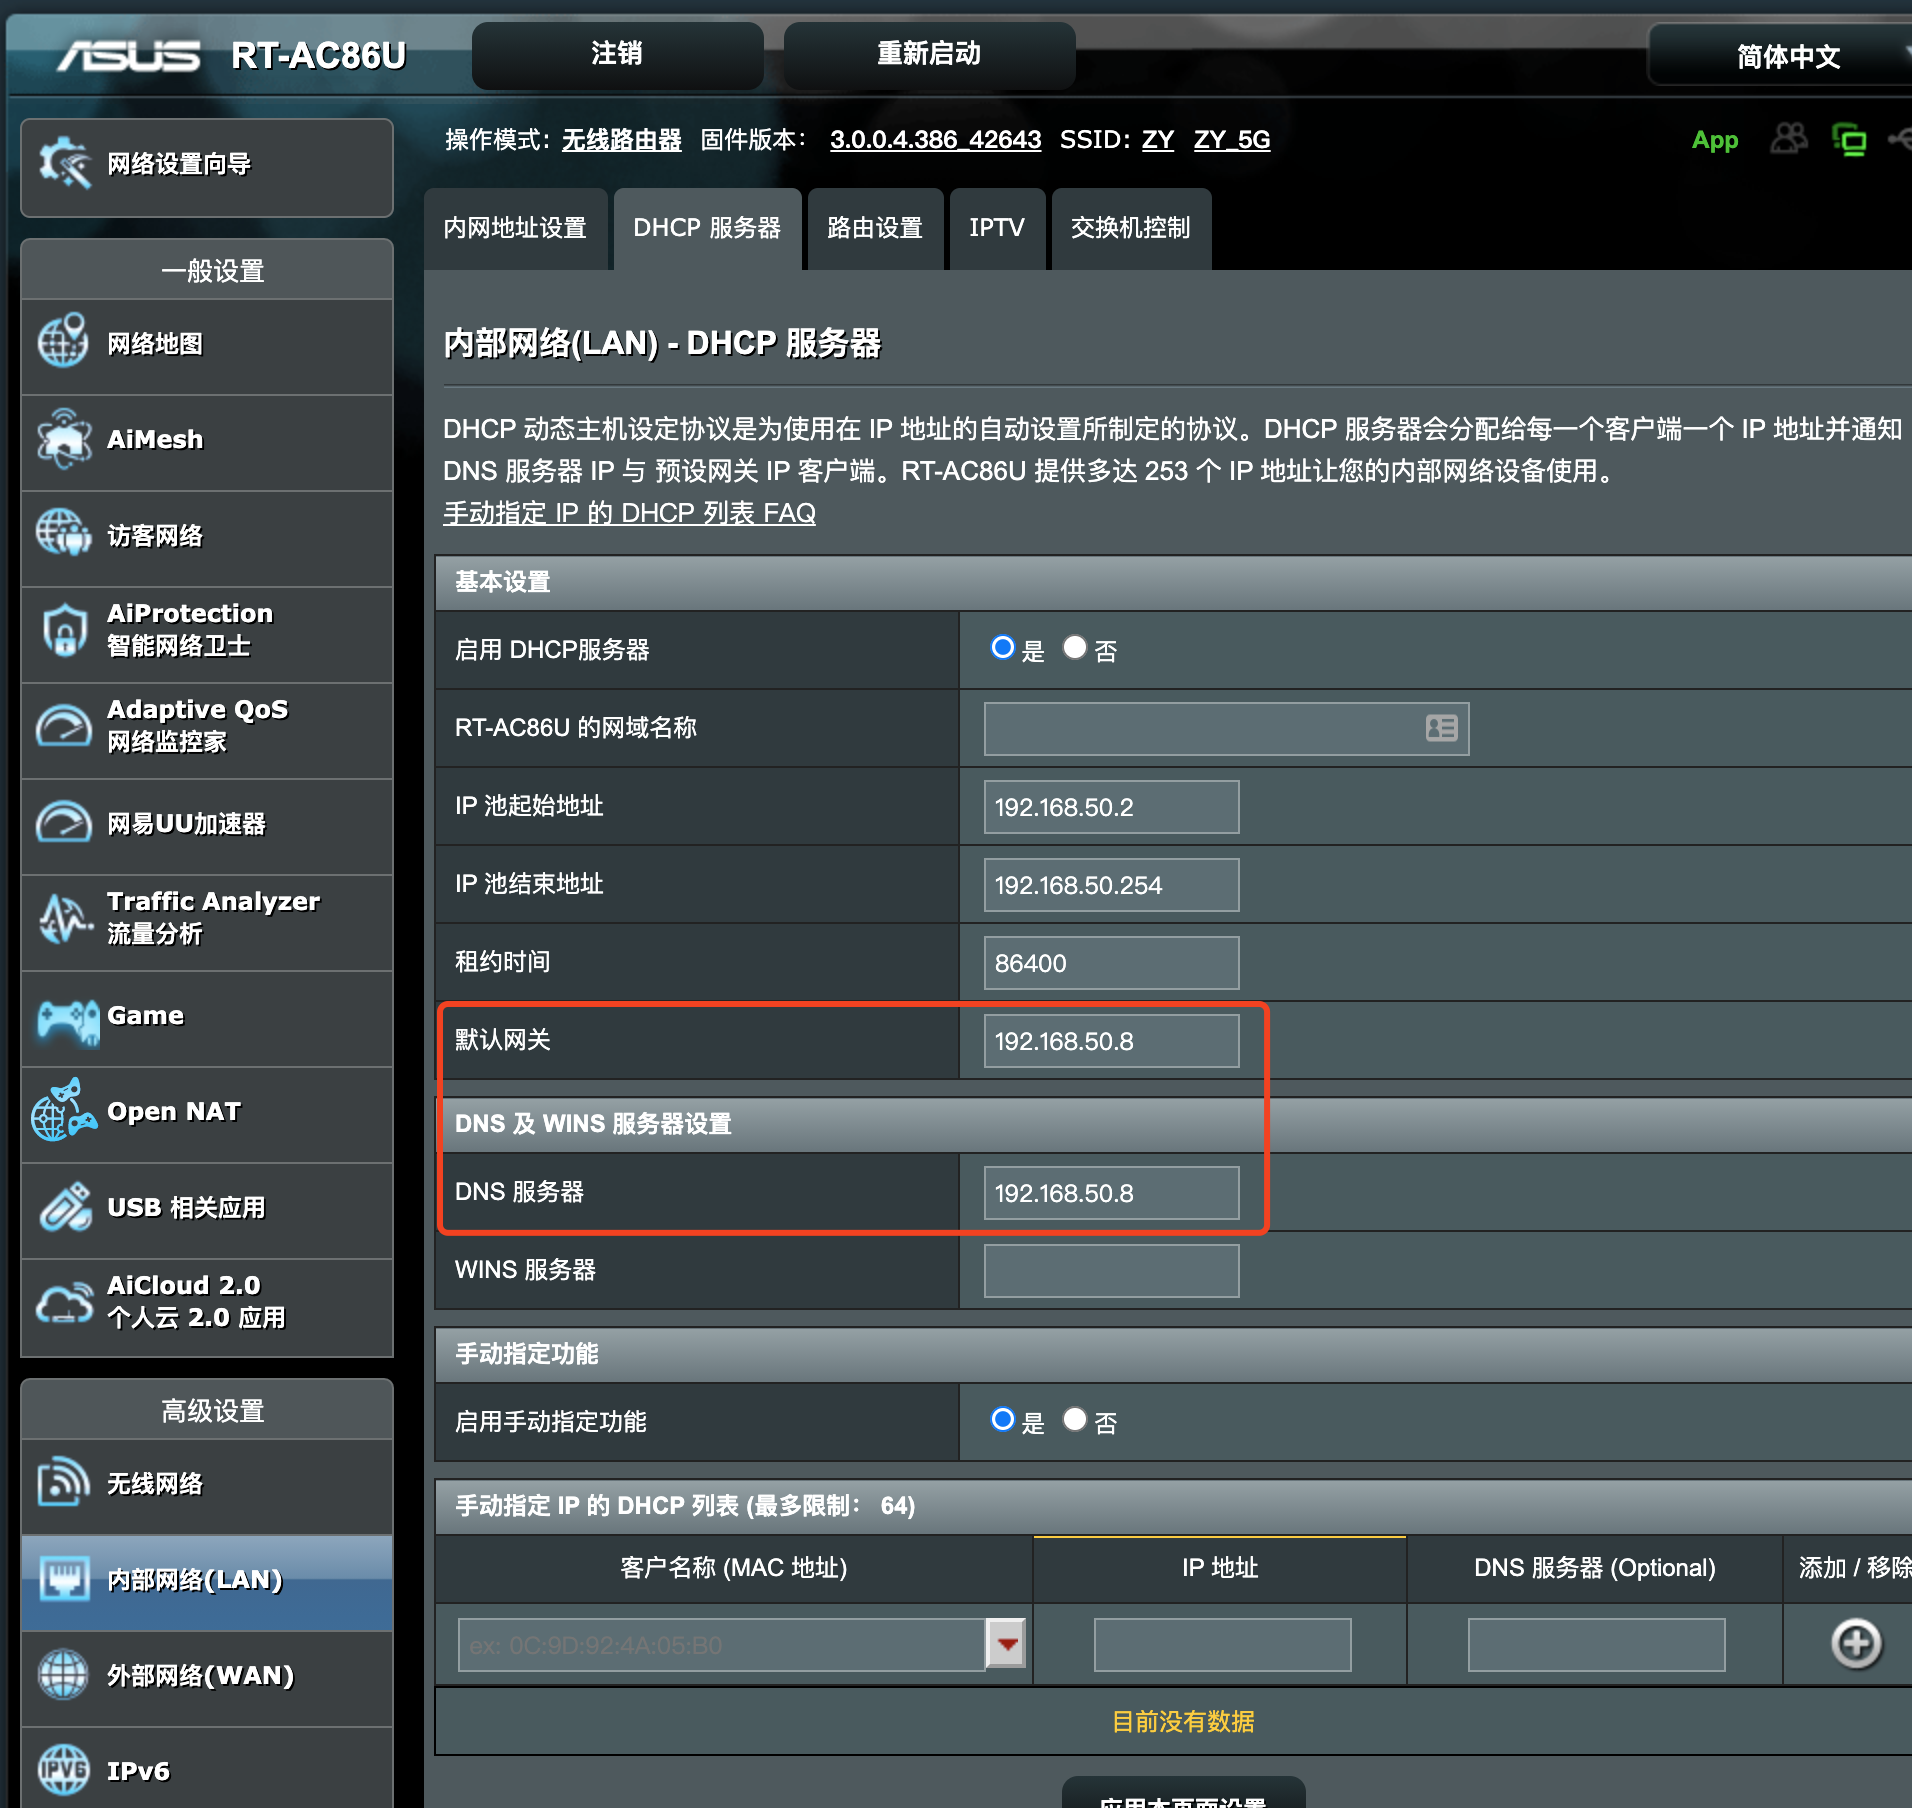 ASUS RT-AC86U 注销 重新启动 简体中文
操作模式： 无线路由器 固件版本： 3.0.0.4.386_42643 SSID: ZY ZY_5G App
网络设置向导
一般设置
网络地图
AiMesh
访客网络
AiProtection
智能网络卫士
Adaptive QoS
网络监控家
网易UU加速器
Traffic Analyzer
流量分析
Game
Open NAT
USB 相关应用
AiCloud 2.0
个人云 2.0 应用
高级设置
无线网络
内部网络(LAN)
外部网络(WAN)
IPV6
IPv6
内网地址设置 DHCP 服务器 路由设置 IPTV 交换机控制
内部网络(LAN) - DHCP 服务器
DHCP 动态主机设定协议是为使用在 IP 地址的自动设置所制定的协议。DHCP 服务器会分配给每一个客户端一个 IP 地址并通知
DNS 服务器 IP 与 预设网关 IP 客户端。RT-AC86U 提供多达 253 个 IP 地址让您的内部网络设备使用。
手动指定 IP 的 DHCP 列表 FAQ
基本设置
启用 DHCP服务器 是 否
RT-AC86U 的网域名称
IP 池起始地址 192.168.50.2
IP 池结束地址 192.168.50.254
租约时间 86400
默认网关 192.168.50.8
DNS 及 WINS 服务器设置
DNS 服务器 192.168.50.8
WINS 服务器
手动指定功能
启用手动指定功能 是 否
手动指定 IP 的 DHCP 列表 (最多限制： 64)
客户名称 (MAC 地址) IP 地址 DNS 服务器 (Optional) 添加 / 移除
ex: 0C:9D:92:4A:05:B0
目前没有数据
应用本页面设置